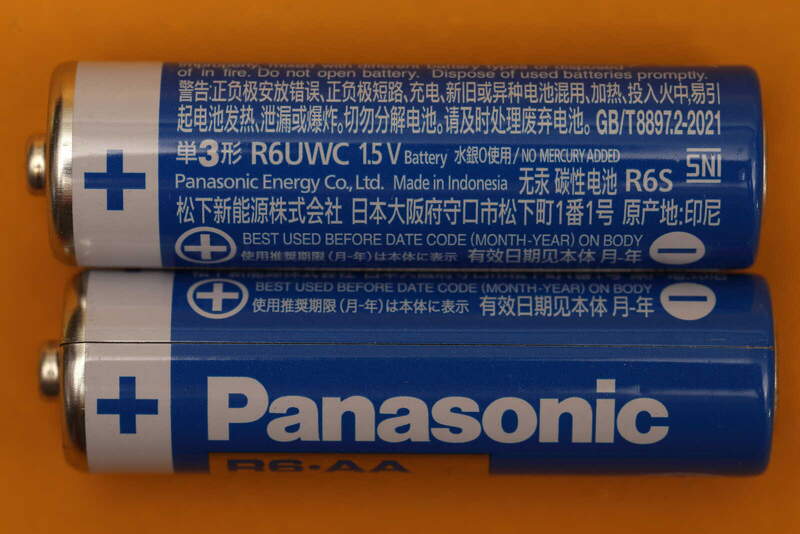 of in fire. Do not open battery. Dispose of used batteries promptly.
警告:正负极安放错误、正负极短路、充电、新旧或异种电池混用、加热、投入火中,易引
起电池发热、泄漏或爆炸。切勿分解电池。请及时处理废弃电池。GB/T8897.2-2021
単3形 R6UWC 1.5V Battery 水銀0使用/NO MERCURY ADDED
SNI
Panasonic Energy Co., Ltd. Made in Indonesia 无汞 碳性电池 R6S
松下新能源株式会社 日本大阪府守口市松下町1番1号 原产地:印尼
BEST USED BEFORE DATE CODE (MONTH-YEAR) ON BODY
使用推奨期限(月-年)は本体に表示 有效日期见本体 月-年
+
BEST USED BEFORE DATE CODE (MONTH-YEAR) ON BODY
使用推奨期限(月-年)は本体に表示 有效日期见本体 月-年
+ Panasonic
R6·AA